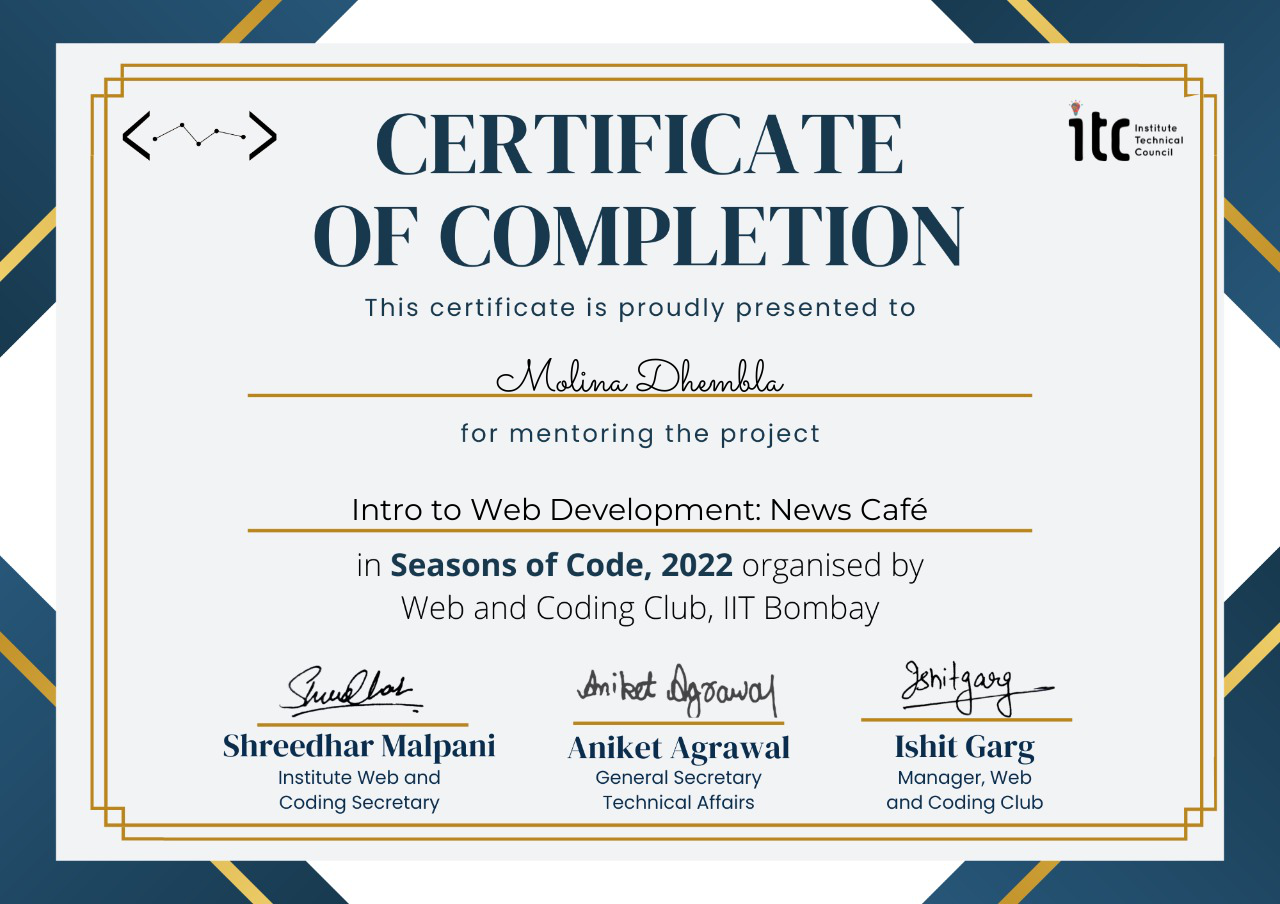 CERTIFICATE
OF COMPLETION
itc Institute
Technical
Council
This certificate is proudly presented to
Molina Dhembla
for mentoring the project
Intro to Web Development: News Café
in Seasons of Code, 2022 organised by
Web and Coding Club, IIT Bombay
Shreedhar
Aniket Agrawal
Ishitgarg
Shreedhar Malpani
Aniket Agrawal
Ishit Garg
Institute Web and
Coding Secretary
General Secretary
Technical Affairs
Manager, Web
and Coding Club